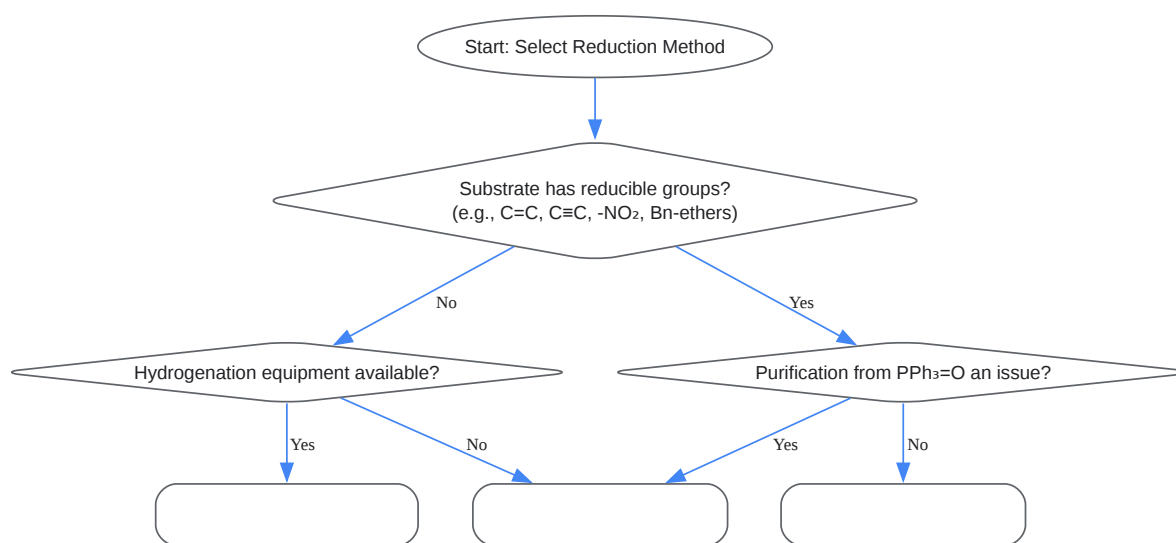 Start: Select Reduction Method
Substrate has reducible groups?
(e.g., C=C, C≡C, -NO₂, Bn-ethers)
No
Yes
Hydrogenation equipment available?
Purification from PPh₃=O an issue?
Yes
No
Yes
No